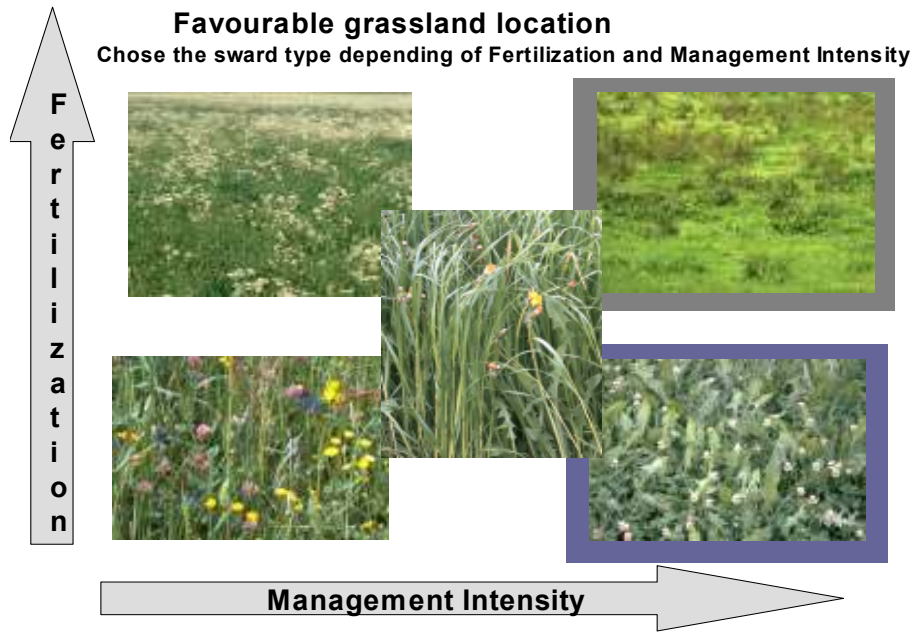 Favourable grassland location
Chose the sward type depending of Fertilization and Management Intensity
Fertilization
Management Intensity